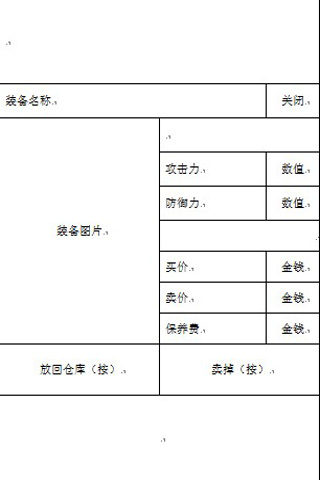 装备名称 关闭
攻击力 数值
防御力 数值
装备图片
买价 金钱
卖价 金钱
保养费 金钱
放回仓库（按） 卖掉（按）